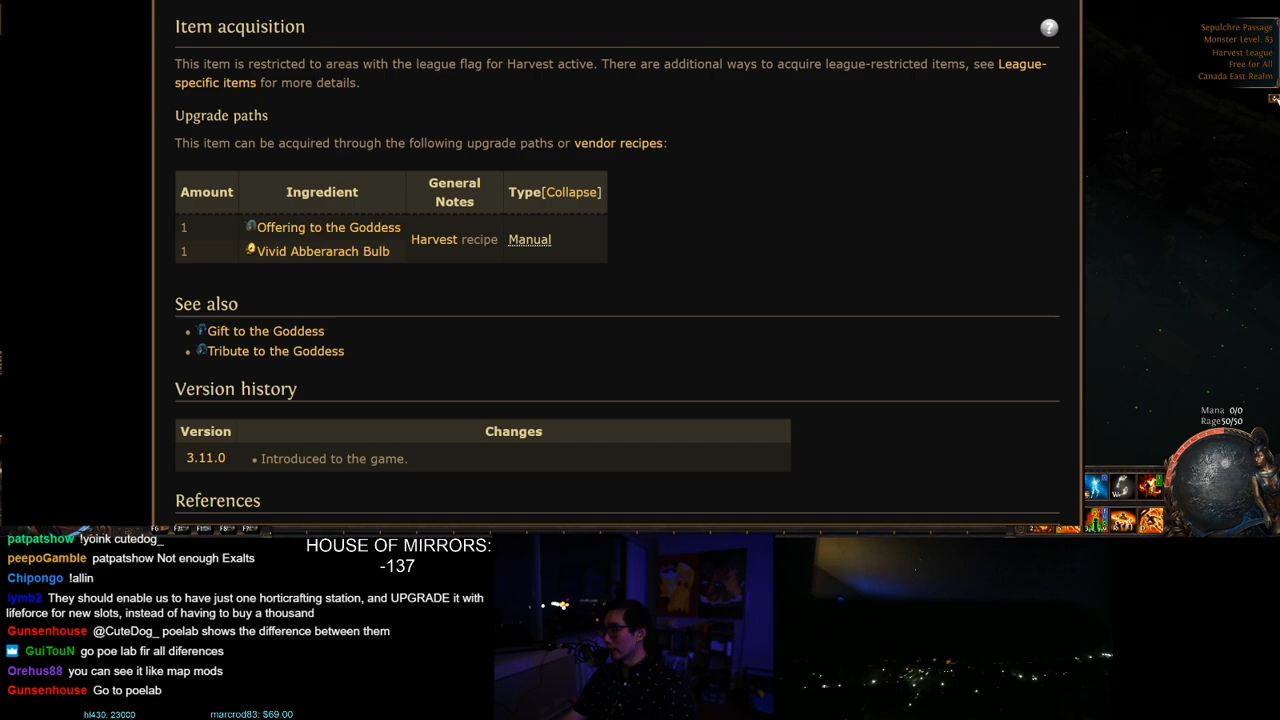 Item acquisition
?
This item is restricted to areas with the league flag for Harvest active. There are additional ways to acquire league-restricted items, see League-
specific items for more details.
Upgrade paths
This item can be acquired through the following upgrade paths or vendor recipes:
Amount Ingredient General Notes Type[Collapse]
1 Offering to the Goddess Harvest recipe Manual
1 Vivid Abberarach Bulb
See also
• Gift to the Goddess
• Tribute to the Goddess
Version history
Version Changes
3.11.0 • Introduced to the game.
References
Sepulchre Passage
Monster Level: 83
Harvest League
Free for All
Canada East Realm
Mana 0/0
Rage 50/50
patpatshow !yoink cutedog_
peepoGamble patpatshow Not enough Exalts
Chipongo !allin
lymb2 They should enable us to have just one horticrafting station, and UPGRADE it with
lifeforce for new slots, instead of having to buy a thousand
Gunsenhouse @CuteDog_ poelab shows the difference between them
GuiTouN go poe lab fir all diferences
Orehus88 you can see it like map mods
Gunsenhouse Go to poelab
HOUSE OF MIRRORS:
-137
hl430: 23000
marcrod83: $69.00